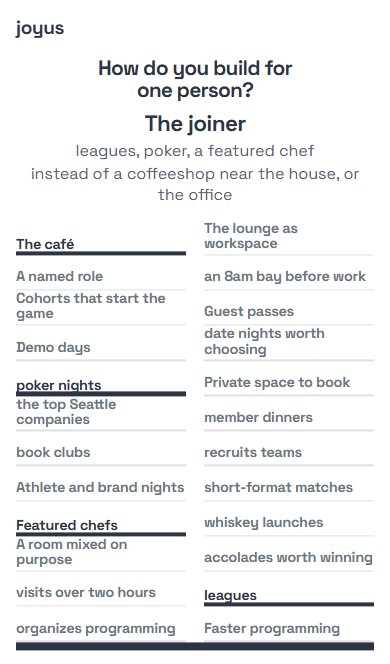 joyus
How do you build for
one person?
The joiner
leagues, poker, a featured chef
instead of a coffeeshop near the house, or
the office
The café
A named role
Cohorts that start the
game
Demo days
poker nights
the top Seattle
companies
book clubs
Athlete and brand nights
Featured chefs
A room mixed on
purpose
visits over two hours
organizes programming
The lounge as
workspace
an 8am bay before work
Guest passes
date nights worth
choosing
Private space to book
member dinners
recruits teams
short-format matches
whiskey launches
accolades worth winning
leagues
Faster programming